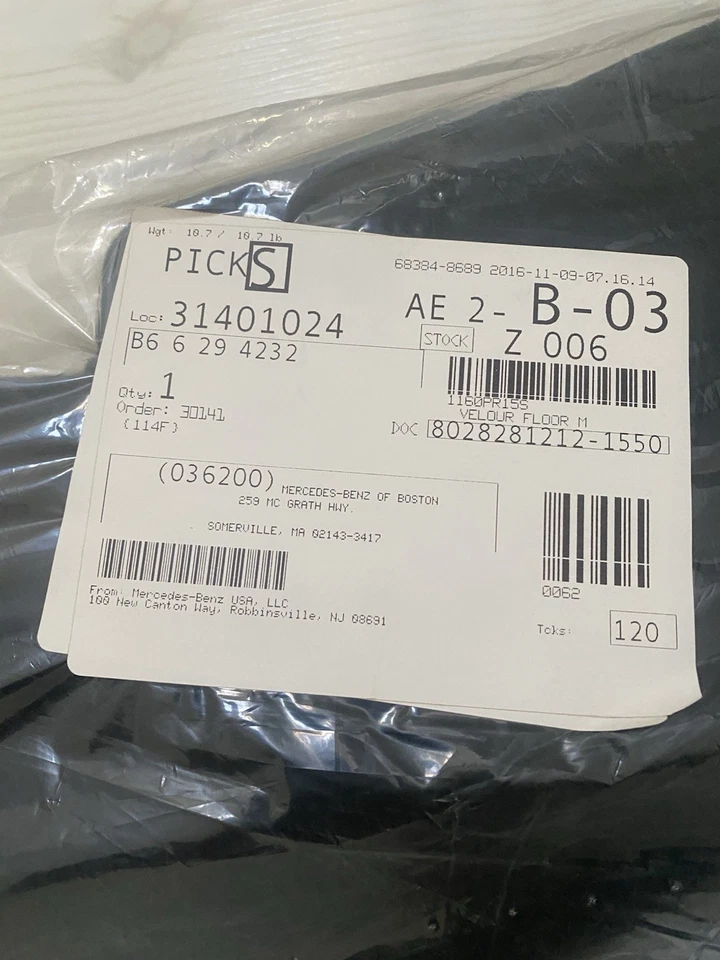 Wgt: 10.7 / 10.7 lb
PICK S
68384-8689 2016-11-09-07.16.14
AE 2- B-03
Loc: 31401024
STOCK Z 006
B6 6 29 4232
1160PR15S
Qty: 1
VELOUR FLOOR M
Order: 30141
DOC 8028281212-1550
(114F)
(036200) MERCEDES-BENZ OF BOSTON
259 MC GRATH HWY.
SOMERVILLE, MA 02143-3417
0062
From: Mercedes-Benz USA, LLC
100 New Canton Way, Robbinsville, NJ 08691
Tcks: 120